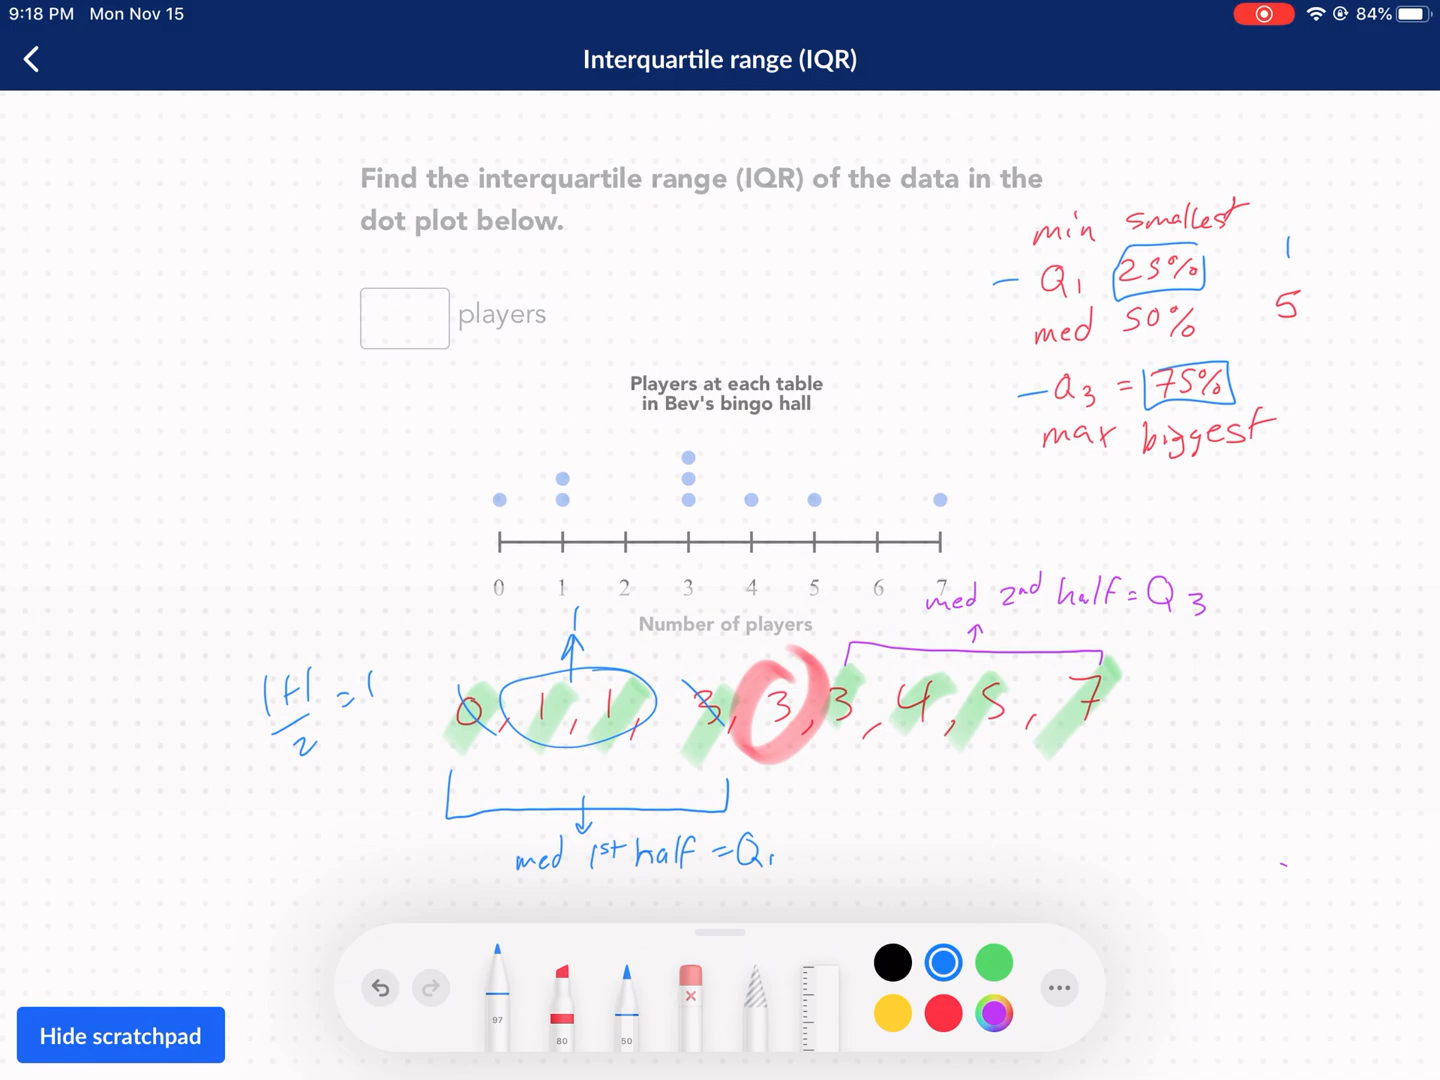 9:18 PM Mon Nov 15
84%
Interquartile range (IQR)
Find the interquartile range (IQR) of the data in the
dot plot below.
players
min smallest
Q1 25% 1
med 50% 5
Q3 = 75%
max biggest
Players at each table
in Bev's bingo hall
0 1 2 3 4 5 6 7
Number of players
med 2nd half = Q3
1
1+1/2 = 1
0, 1, 1, 3, 3, 3, 4, 5, 7
med 1st half = Q1
97 80 50
Hide scratchpad